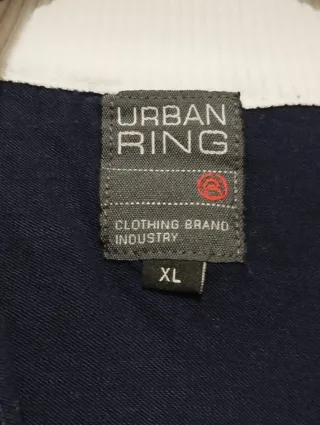 URBAN
RING
CLOTHING BRAND
INDUSTRY
XL